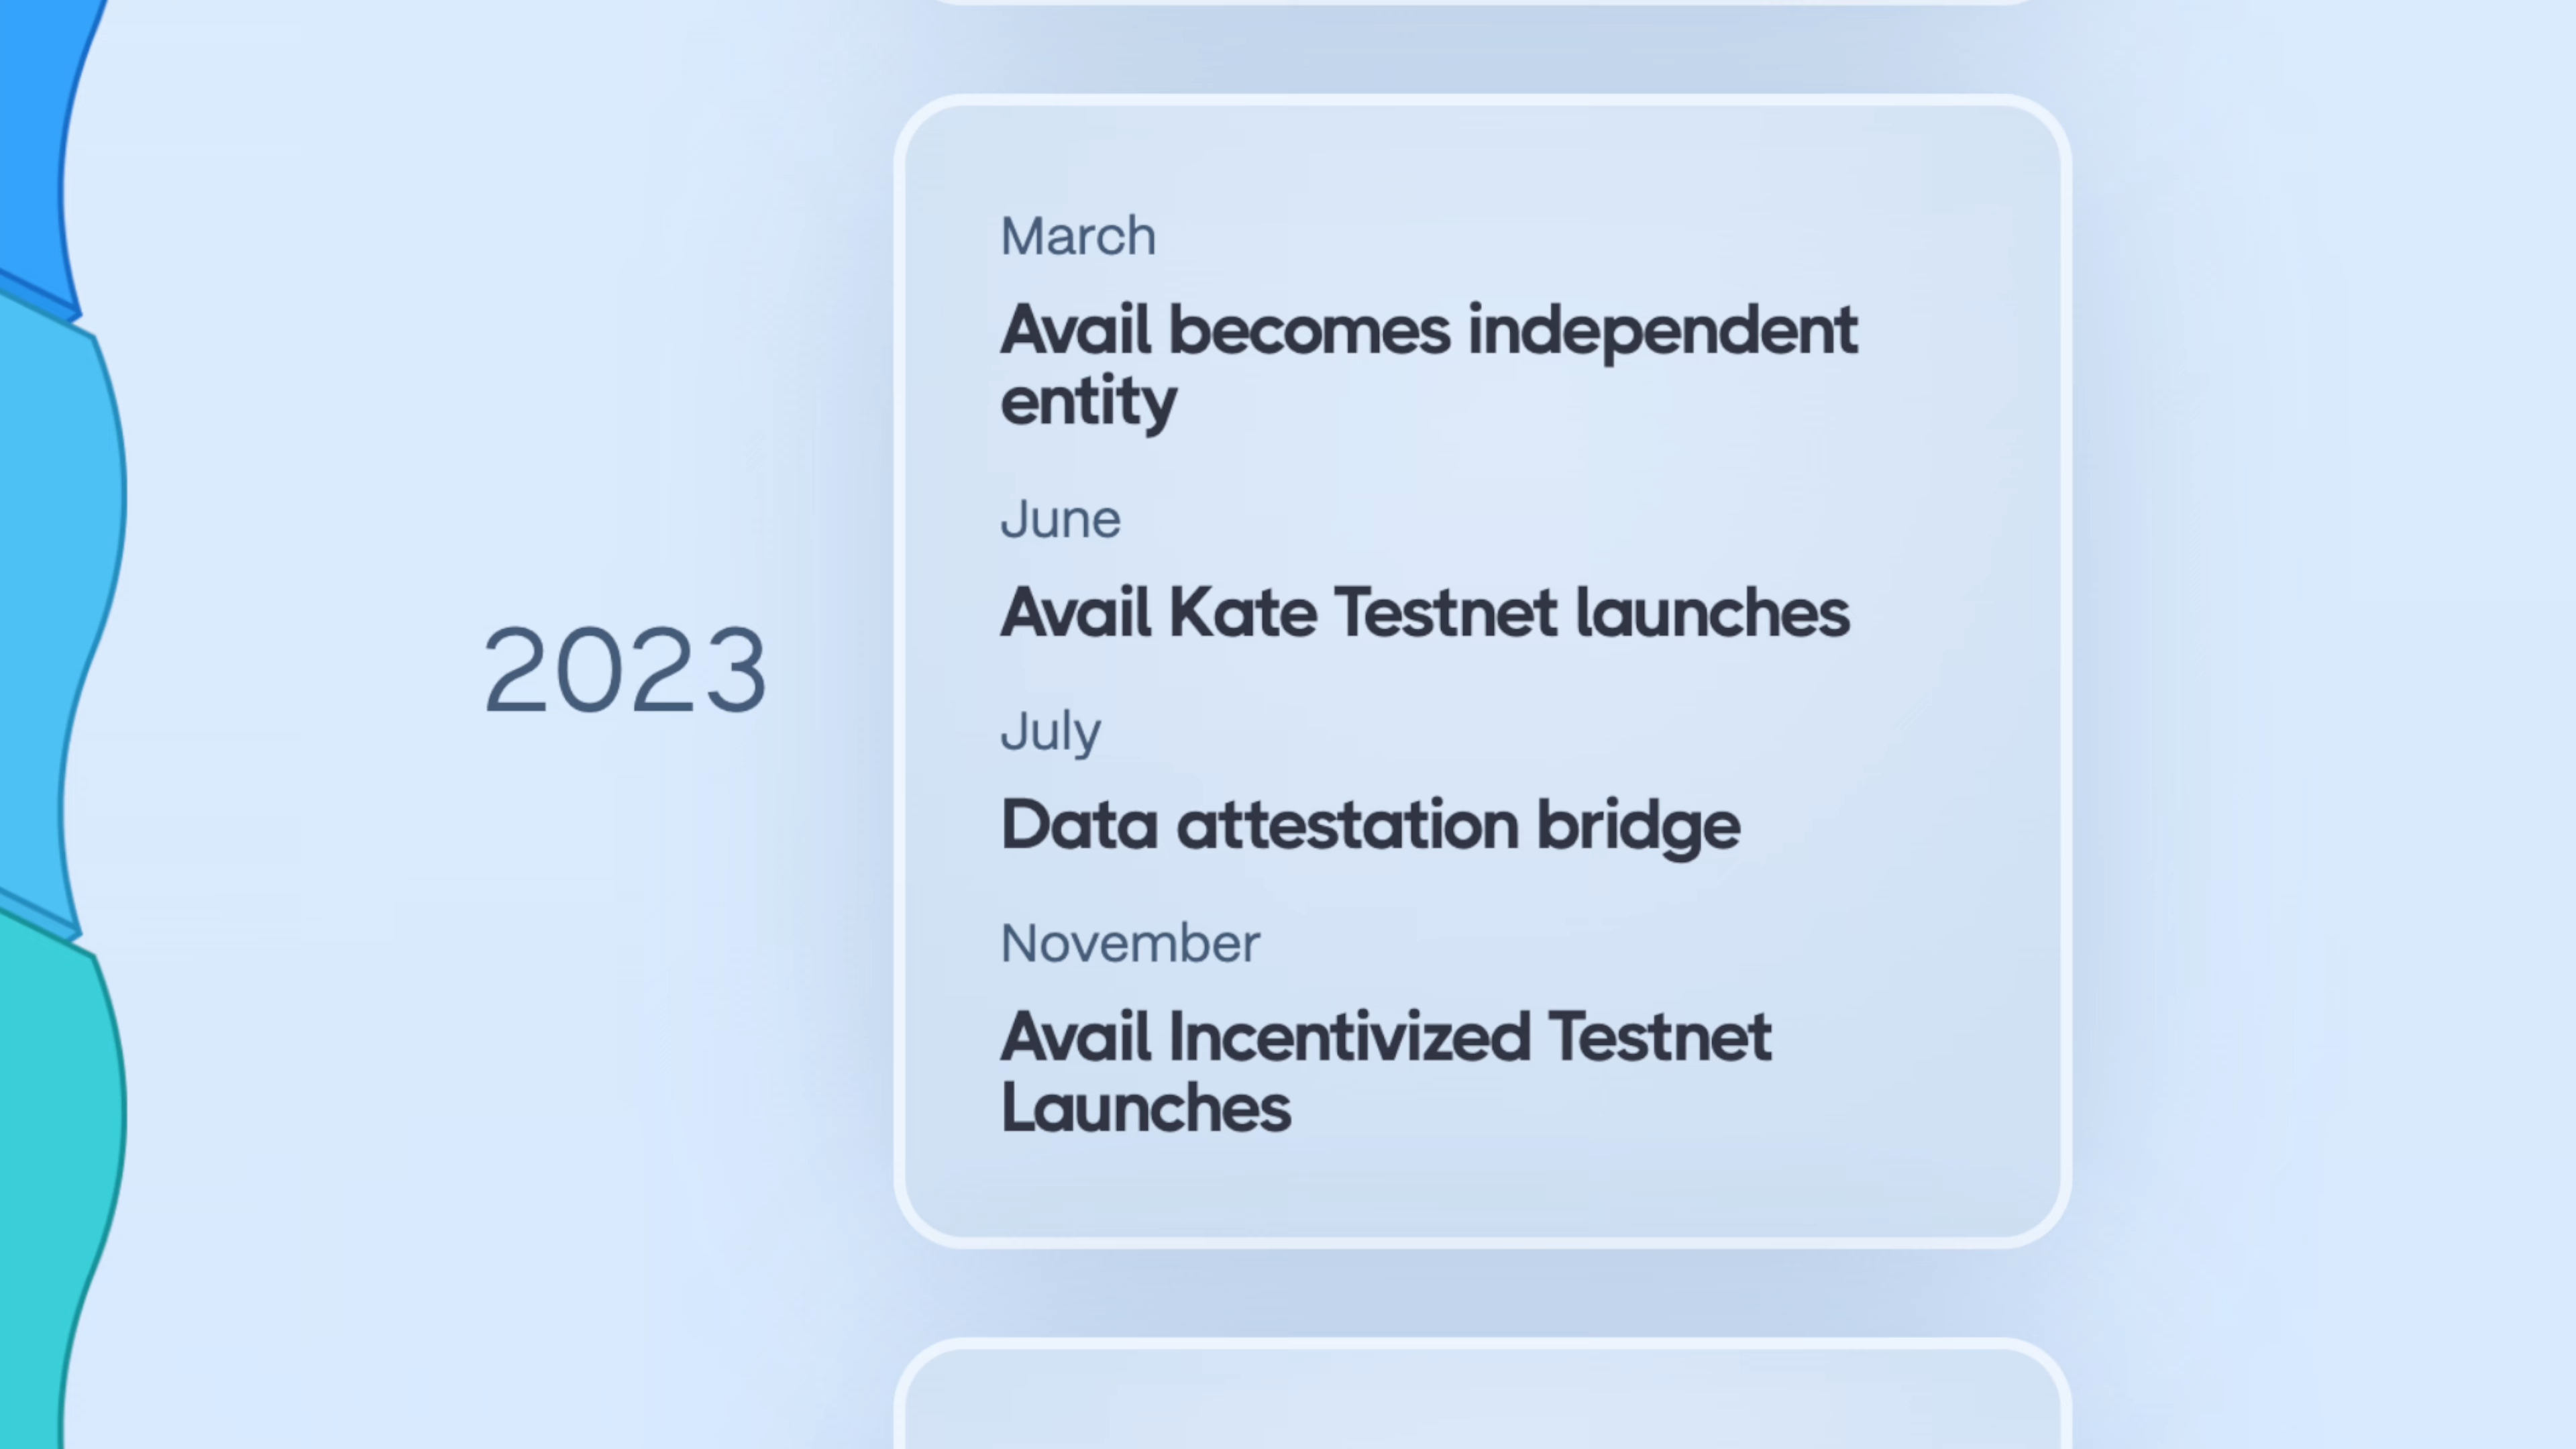 2023
March
Avail becomes independent
entity
June
Avail Kate Testnet launches
July
Data attestation bridge
November
Avail Incentivized Testnet
Launches